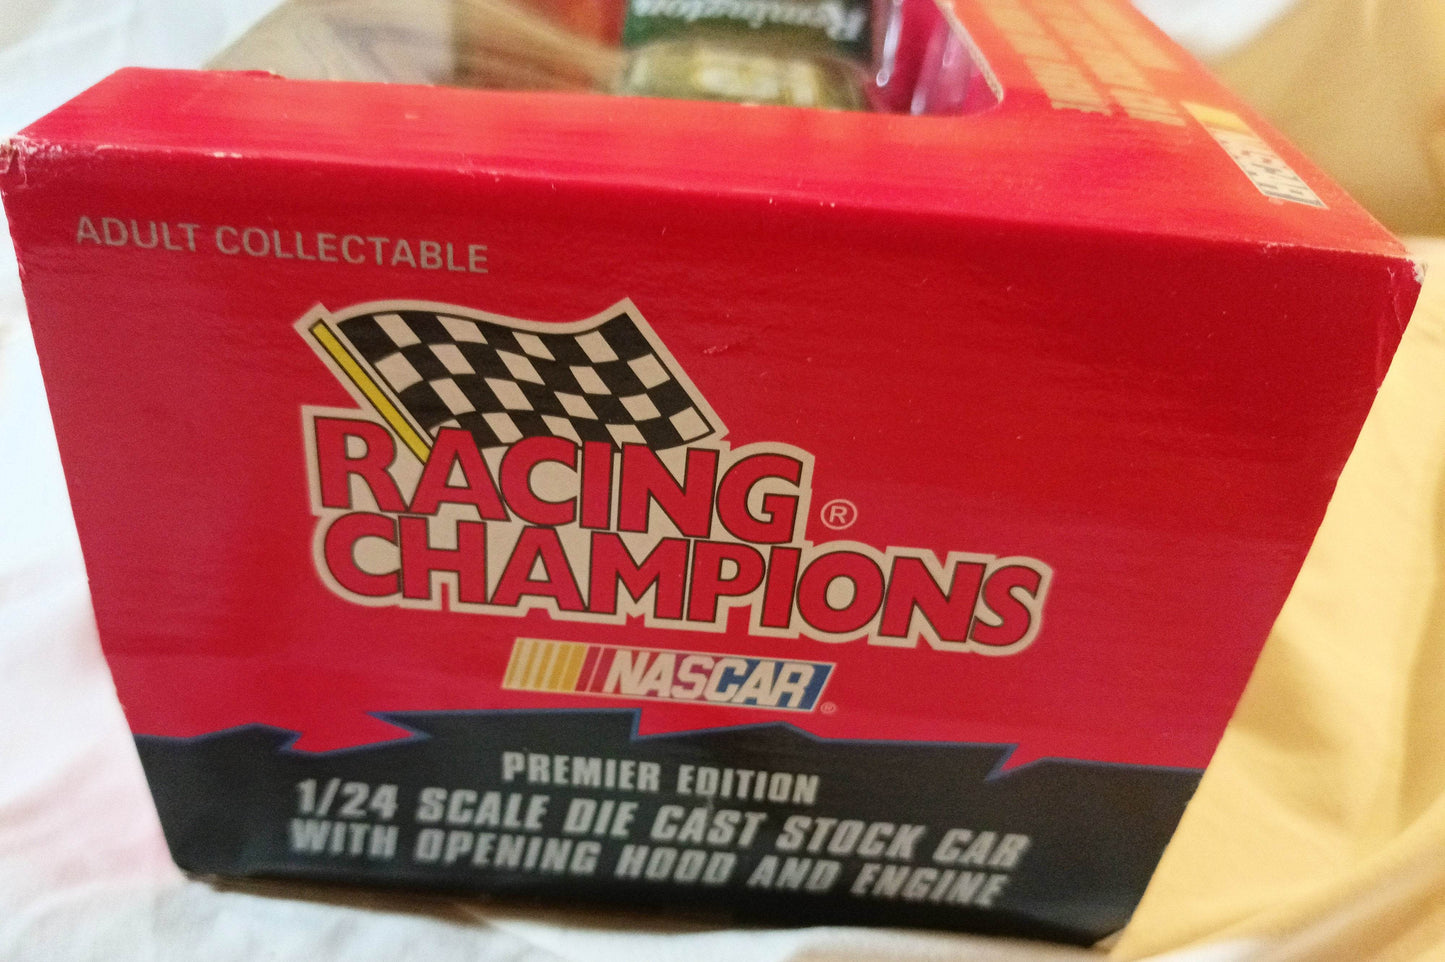 Remington
ADULT COLLECTABLE
RACING
CHAMPIONS ®
NASCAR ®
PREMIER EDITION
1/24 SCALE DIE CAST STOCK CAR
WITH OPENING HOOD AND ENGINE